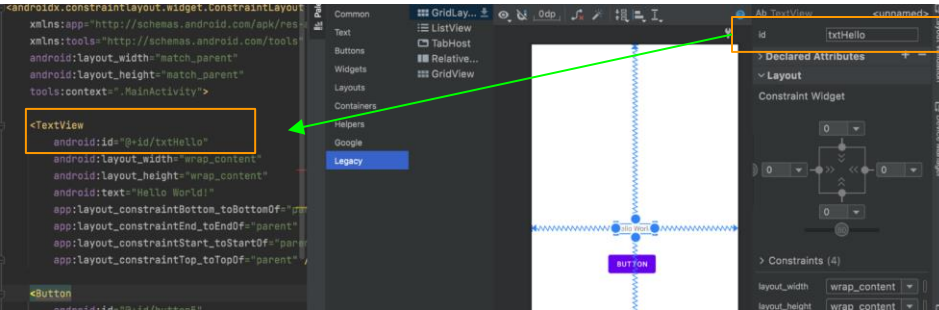 <androidx.constraintlayout.widget.ConstraintLayout
xmlns:app="http://schemas.android.com/apk/res-a
xmlns:tools="http://schemas.android.com/tools"
android:layout_width="match_parent"
android:layout_height="match_parent"
tools:context=".MainActivity">
<TextView
android:id="@+id/txtHello"
android:layout_width="wrap_content"
android:layout_height="wrap_content"
android:text="Hello World!"
app:layout_constraintBottom_toBottomOf="par
app:layout_constraintEnd_toEndOf="parent"
app:layout_constraintStart_toStartOf="paren
app:layout_constraintTop_toTopOf="parent" /
<Button
Pale
Common
Text
Buttons
Widgets
Layouts
Containers
Helpers
Google
Legacy
GridLay...
ListView
TabHost
Relative...
GridView
0dp
BUTTON
Ab TextView <unnamed>
id txtHello
Declared Attributes + −
Layout
Constraint Widget
0
0
0
0
50
Constraints (4)
layout_width wrap_content
layout_height wrap_content